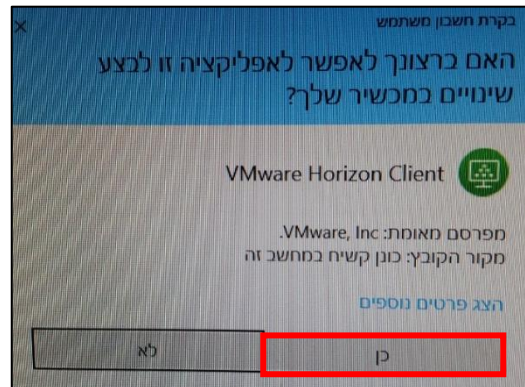 בקרת חשבון משתמש
האם ברצונך לאפשר לאפליקציה זו לבצע
שינויים במכשיר שלך?
VMware Horizon Client
מפרסם מאומת: VMware, Inc.
מקור הקובץ: כונן קשיח במחשב זה
הצג פרטים נוספים
כן
לא